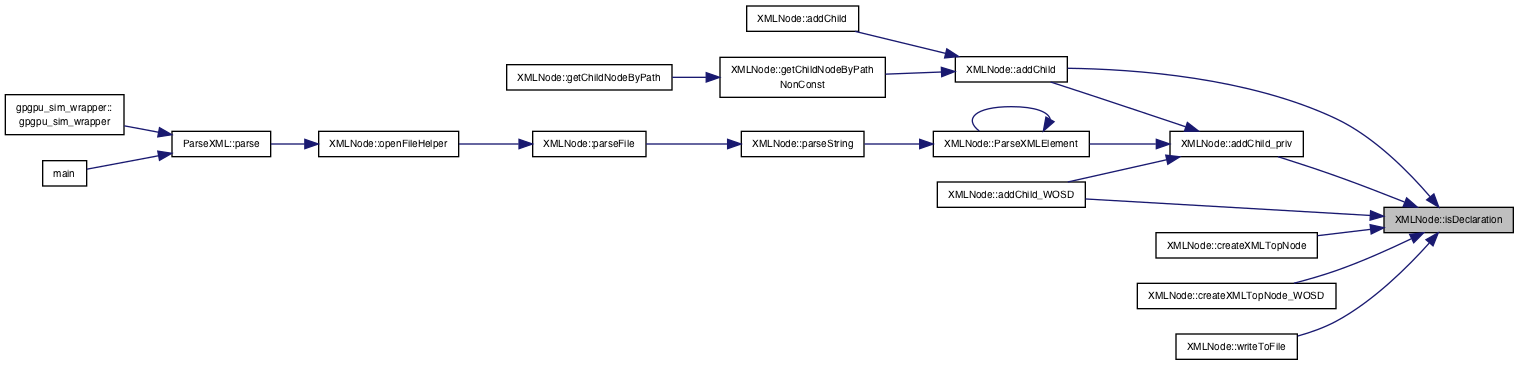 XMLNode::addChild
XMLNode::getChildNodeByPath
XMLNode::getChildNodeByPath
NonConst
XMLNode::addChild
gpgpu_sim_wrapper::
gpgpu_sim_wrapper
main
ParseXML::parse
XMLNode::openFileHelper
XMLNode::parseFile
XMLNode::parseString
XMLNode::ParseXMLElement
XMLNode::addChild_priv
XMLNode::addChild_WOSD
XMLNode::isDeclaration
XMLNode::createXMLTopNode
XMLNode::createXMLTopNode_WOSD
XMLNode::writeToFile